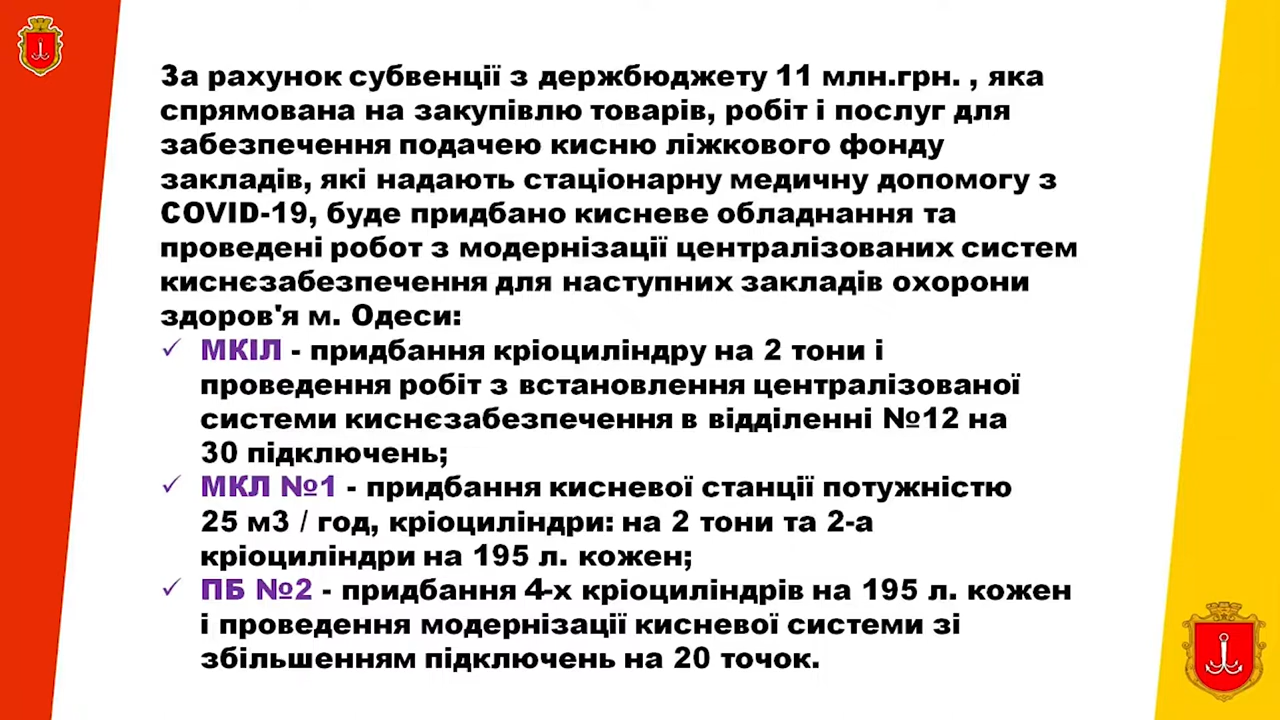 За рахунок субвенції з держбюджету 11 млн.грн. , яка
спрямована на закупівлю товарів, робіт і послуг для
забезпечення подачею кисню ліжкового фонду
закладів, які надають стаціонарну медичну допомогу з
COVID-19, буде придбано кисневе обладнання та
проведені робот з модернізації централізованих систем
киснєзабезпечення для наступних закладів охорони
здоров'я м. Одеси:
✓ МКІЛ - придбання кріоциліндру на 2 тони і
проведення робіт з встановлення централізованої
системи киснєзабезпечення в відділенні №12 на
30 підключень;
✓ МКЛ №1 - придбання кисневої станції потужністю
25 м3 / год, кріоциліндри: на 2 тони та 2-а
кріоциліндри на 195 л. кожен;
✓ ПБ №2 - придбання 4-х кріоциліндрів на 195 л. кожен
і проведення модернізації кисневої системи зі
збільшенням підключень на 20 точок.